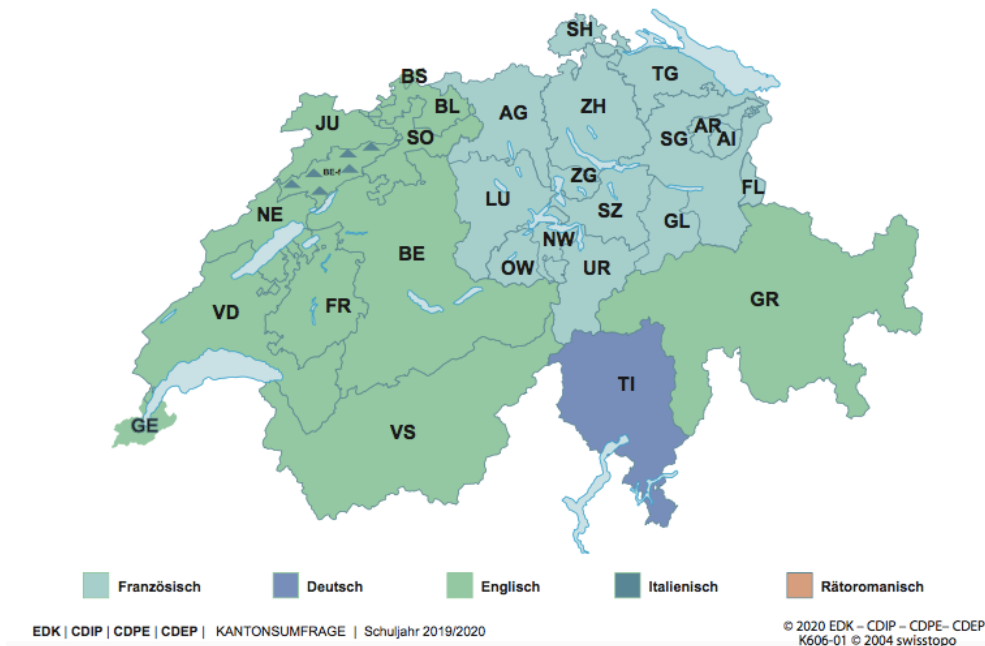 SH
BS
TG
BL
AG
ZH
JU
SO
SG
AR
AI
BE-f
ZG
FL
LU
NE
SZ
GL
NW
BE
OW
UR
GR
VD
FR
TI
GE
VS
Französisch
Deutsch
Englisch
Italienisch
Rätoromanisch
EDK | CDIP | CDPE | CDEP | KANTONSUMFRAGE | Schuljahr 2019/2020
© 2020 EDK – CDIP – CDPE– CDEP
K606-01 © 2004 swisstopo